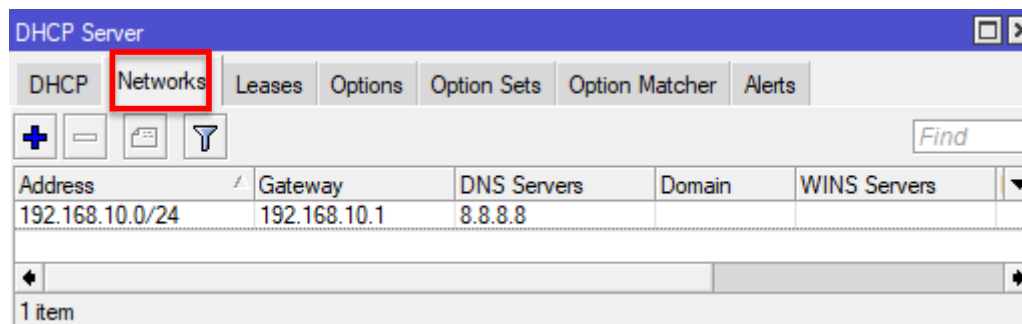 DHCP Server
DHCP Networks Leases Options Option Sets Option Matcher Alerts
Find
Address Gateway DNS Servers Domain WINS Servers
192.168.10.0/24 192.168.10.1 8.8.8.8
1 item